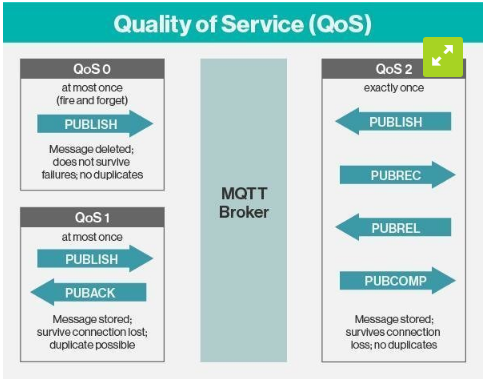 Quality of Service (QoS)
QoS 0
at most once
(fire and forget)
PUBLISH
Message deleted;
does not survive
failures; no duplicates
QoS 1
at most once
PUBLISH
PUBACK
Message stored;
survive connection lost;
duplicate possible
MQTT
Broker
QoS 2
exactly once
PUBLISH
PUBREC
PUBREL
PUBCOMP
Message stored;
survives connection
loss; no duplicates